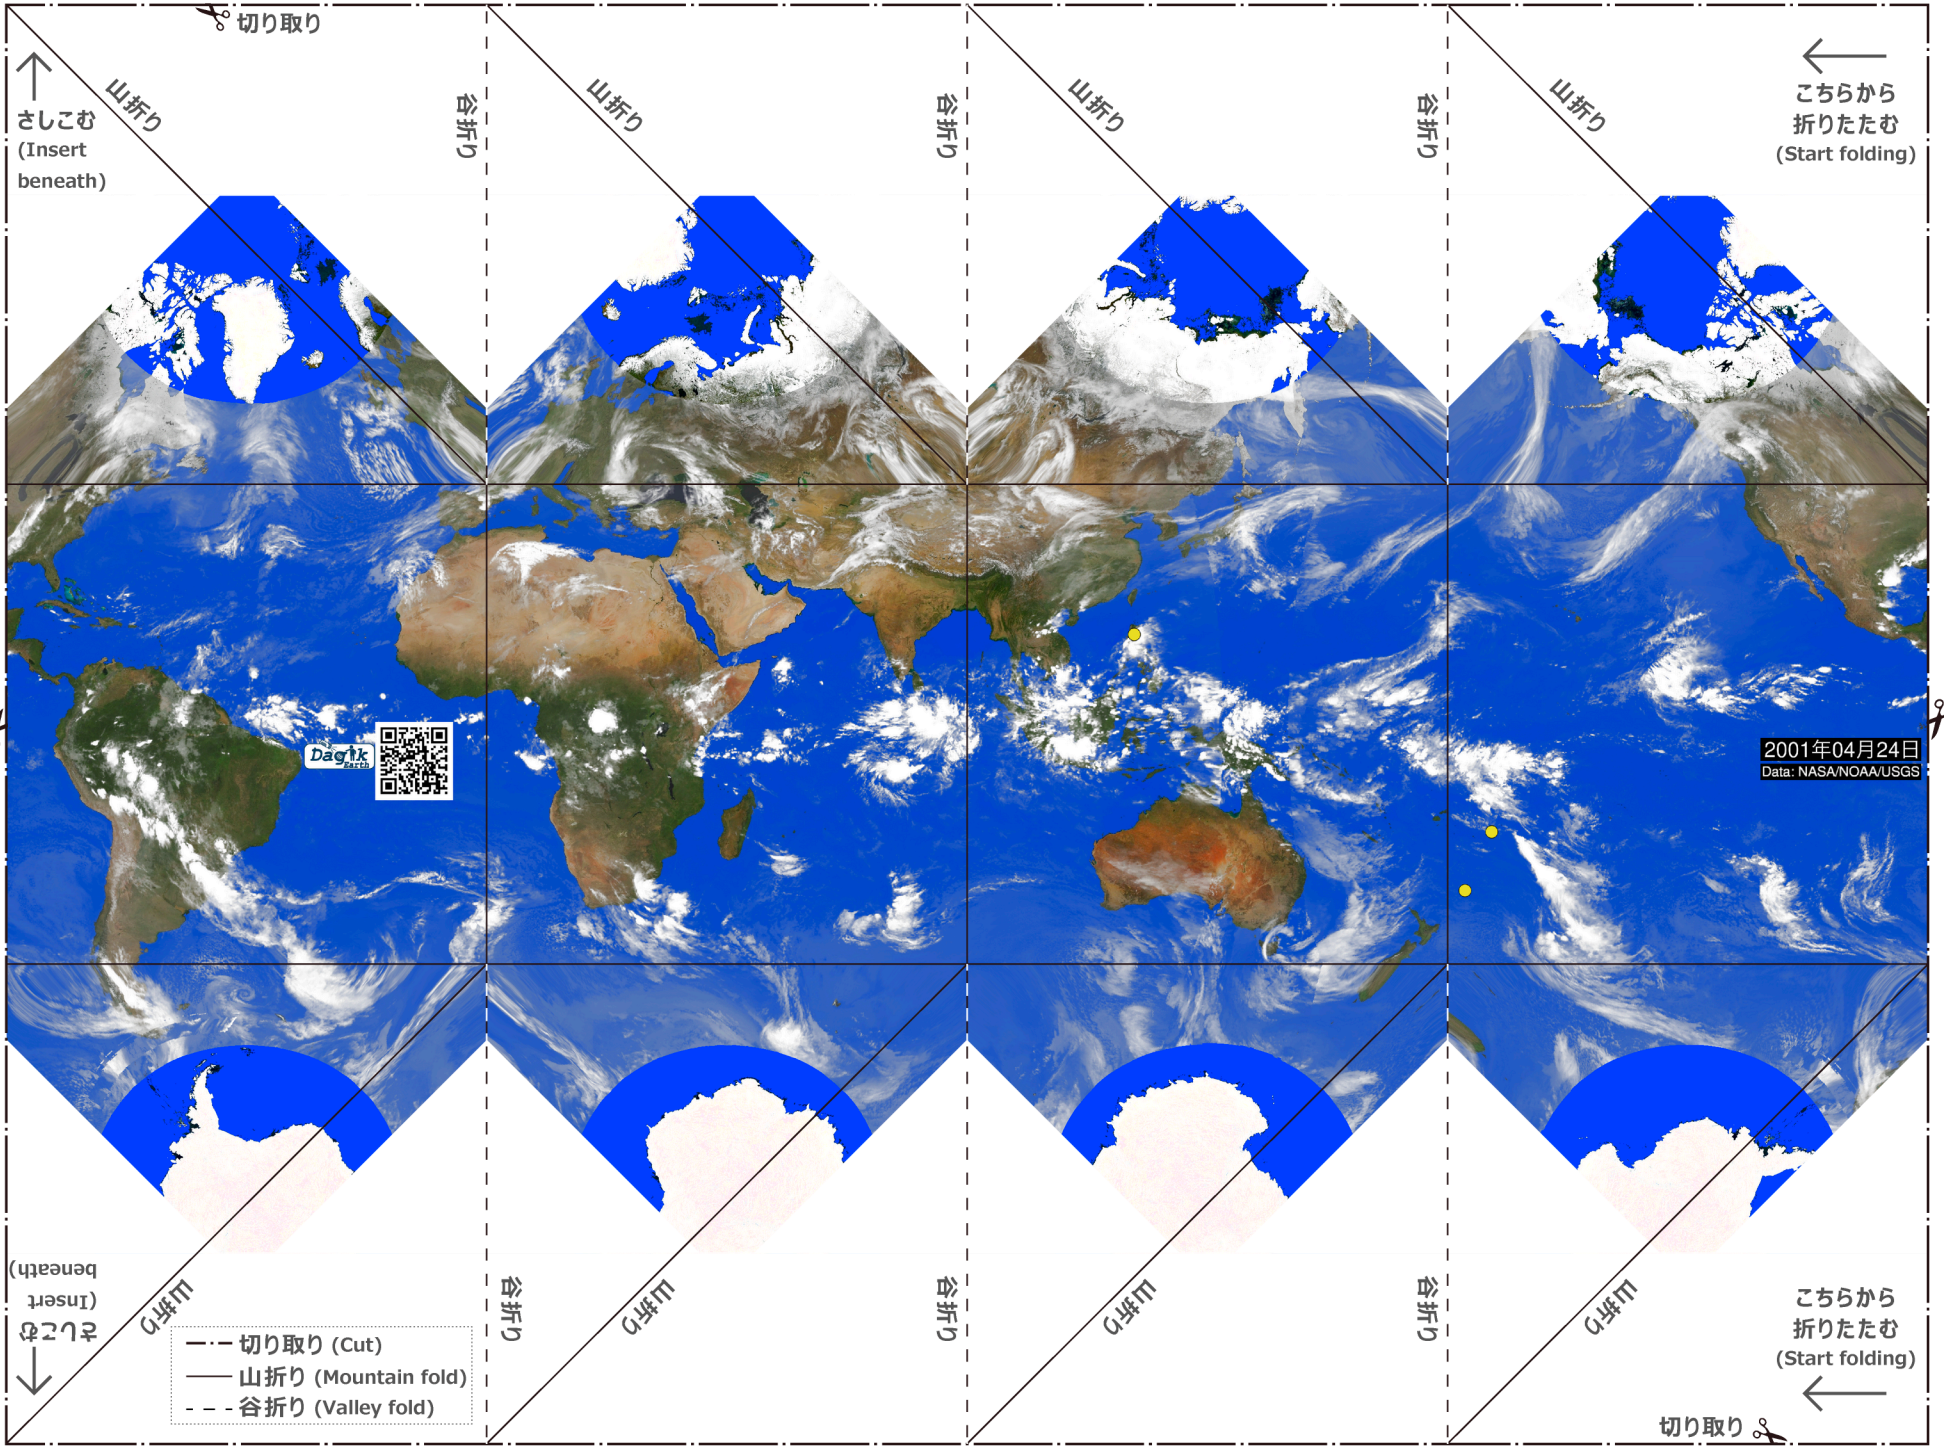 切り取り
山折り
谷折り
山折り
谷折り
山折り
谷折り
山折り
こちらから
折りたたむ
(Start folding)
さしこむ
(Insert
beneath)
Dagik
Earth
2001年04月24日
Data: NASA/NOAA/USGS
さしこむ
(Insert
beneath)
山折り
谷折り
山折り
谷折り
山折り
谷折り
山折り
こちらから
折りたたむ
(Start folding)
切り取り (Cut)
山折り (Mountain fold)
谷折り (Valley fold)
切り取り